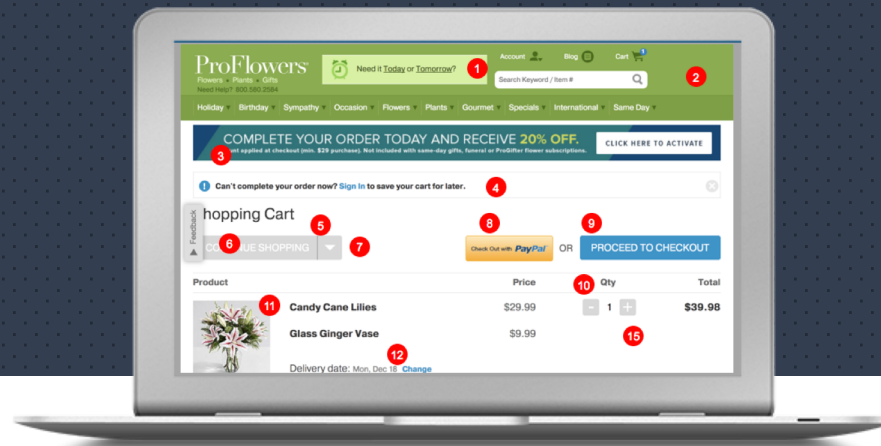 ProFlowers
Flowers • Plants • Gifts
Need Help? 800.580.2584
Need it Today or Tomorrow?
1
Account
Blog
Cart
1
Search Keyword / Item #
2
Holiday Birthday Sympathy Occasion Flowers Plants Gourmet Specials International Same Day
COMPLETE YOUR ORDER TODAY AND RECEIVE 20% OFF.
applied at checkout (min. $29 purchase). Not included with same-day gifts, funeral or ProGifter flower subscriptions.
CLICK HERE TO ACTIVATE
3
Can't complete your order now? Sign In to save your cart for later.
4
hopping Cart
Feedback
5
6
UE SHOPPING
7
8
Check Out with PayPal
OR
9
PROCEED TO CHECKOUT
Product Price Qty Total
10
11
Candy Cane Lilies $29.99 - 1 + $39.98
Glass Ginger Vase $9.99
15
12
Delivery date: Mon, Dec 18 Change